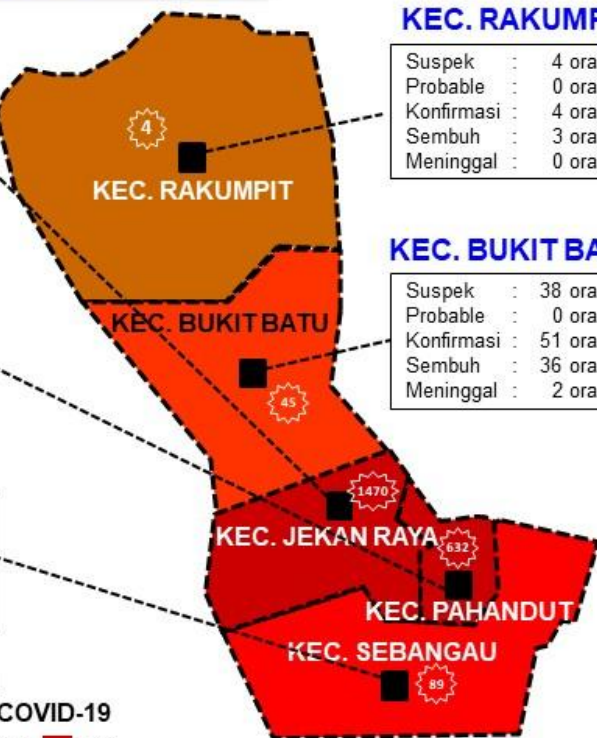 KEC. RAKUMP
Suspek : 4 ora
Probable : 0 ora
Konfirmasi : 4 ora
Sembuh : 3 ora
Meninggal : 0 ora
4
KEC. RAKUMPIT
KEC. BUKIT BA
Suspek : 38 ora
Probable : 0 ora
Konfirmasi : 51 ora
Sembuh : 36 ora
Meninggal : 2 ora
KEC. BUKIT BATU
45
1470
KEC. JEKAN RAYA
632
KEC. PAHANDUT
KEC. SEBANGAU
89
COVID-19